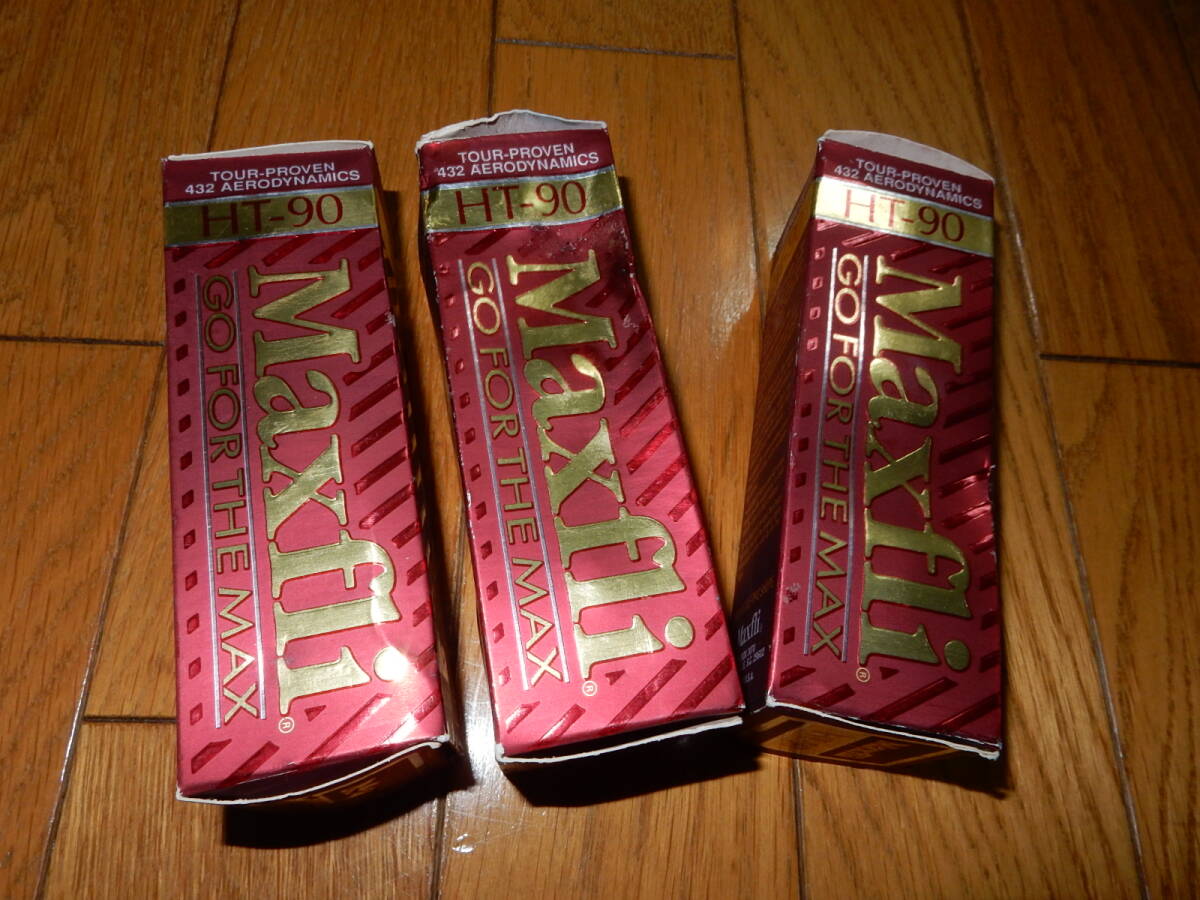 TOUR-PROVEN
432 AERODYNAMICS
HT-90
Maxfli®
GO FOR THE MAX
TOUR-PROVEN
432 AERODYNAMICS
HT-90
Maxfli®
GO FOR THE MAX
TOUR-PROVEN
432 AERODYNAMICS
HT-90
Maxfli®
GO FOR THE MAX
Maxfli